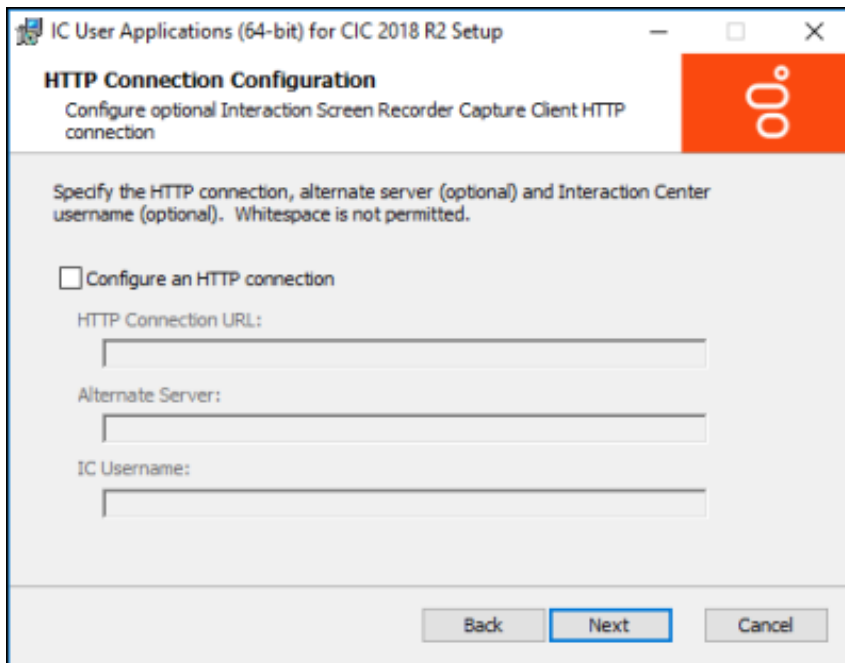 IC User Applications (64-bit) for CIC 2018 R2 Setup
HTTP Connection Configuration
Configure optional Interaction Screen Recorder Capture Client HTTP
connection
Specify the HTTP connection, alternate server (optional) and Interaction Center
username (optional). Whitespace is not permitted.
Configure an HTTP connection
HTTP Connection URL:
Alternate Server:
IC Username:
Back Next Cancel